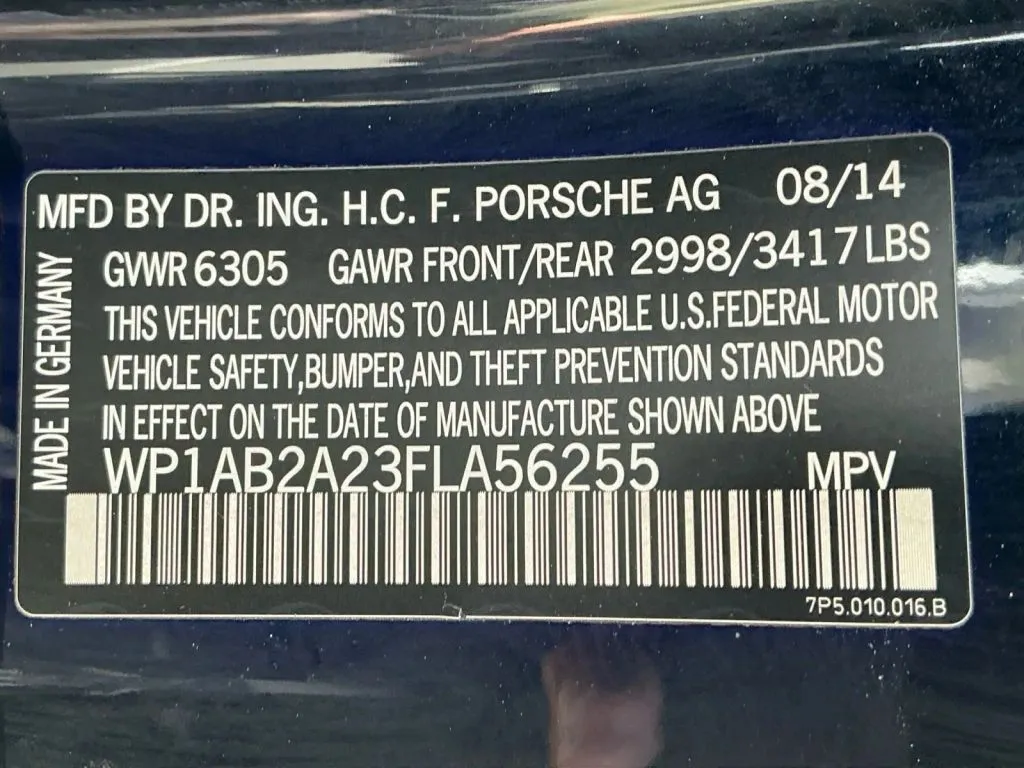 MFD BY DR. ING. H.C. F. PORSCHE AG 08/14
GVWR 6305 GAWR FRONT/REAR 2998/3417 LBS
THIS VEHICLE CONFORMS TO ALL APPLICABLE U.S.FEDERAL MOTOR
VEHICLE SAFETY,BUMPER,AND THEFT PREVENTION STANDARDS
IN EFFECT ON THE DATE OF MANUFACTURE SHOWN ABOVE
WP1AB2A23FLA56255 MPV
7P5.010.016.B
MADE IN GERMANY